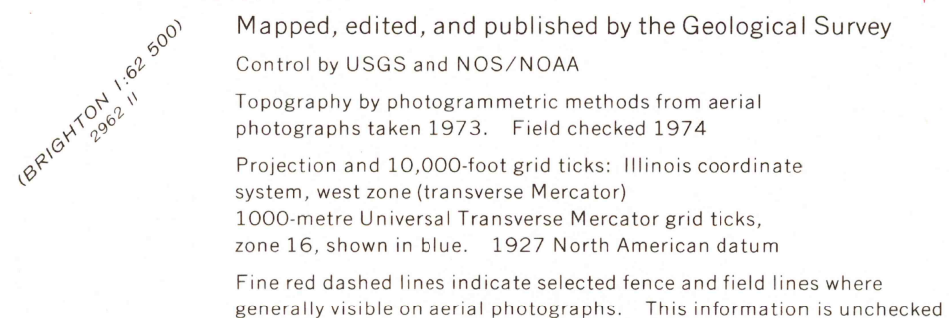 (BRIGHTON 1:62 500)
2962 II
Mapped, edited, and published by the Geological Survey
Control by USGS and NOS/NOAA
Topography by photogrammetric methods from aerial
photographs taken 1973. Field checked 1974
Projection and 10,000-foot grid ticks: Illinois coordinate
system, west zone (transverse Mercator)
1000-metre Universal Transverse Mercator grid ticks,
zone 16, shown in blue. 1927 North American datum
Fine red dashed lines indicate selected fence and field lines where
generally visible on aerial photographs. This information is unchecked